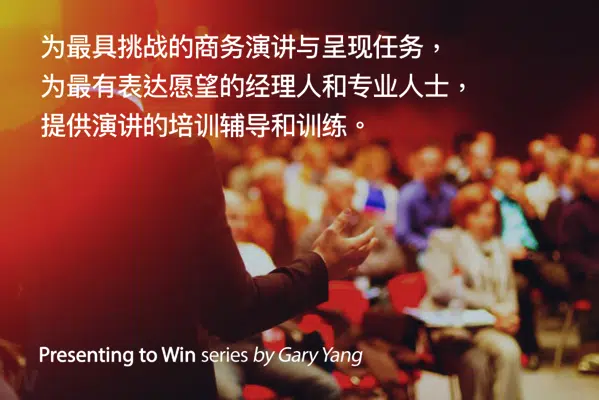 为最具挑战的商务演讲与呈现任务，
为最有表达愿望的经理人和专业人士，
提供演讲的培训辅导和训练。
Presenting to Win series by Gary Yang